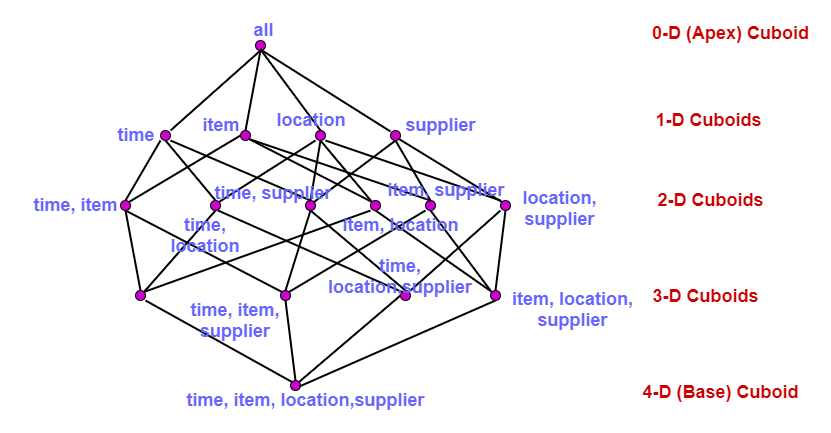 all
0-D (Apex) Cuboid
time
item
location
supplier
1-D Cuboids
time, item
time, supplier
item, supplier
location,
supplier
2-D Cuboids
time,
location
item, location
time,
location,supplier
time, item,
supplier
item, location,
supplier
3-D Cuboids
time, item, location,supplier
4-D (Base) Cuboid